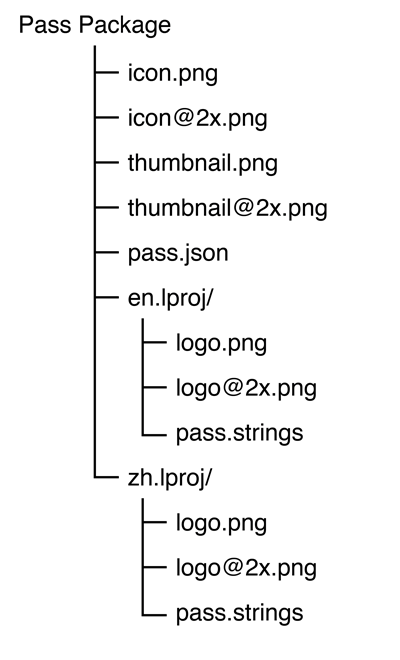 Pass Package
icon.png
icon@2x.png
thumbnail.png
thumbnail@2x.png
pass.json
en.lproj/
logo.png
logo@2x.png
pass.strings
zh.lproj/
logo.png
logo@2x.png
pass.strings